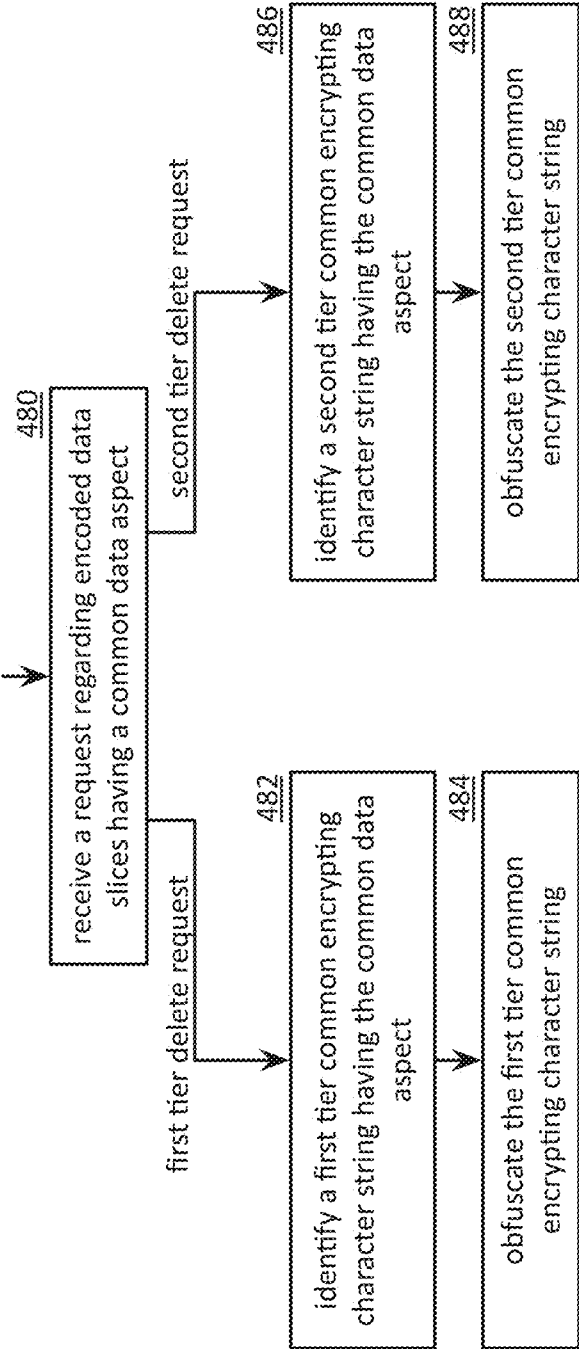 480
receive a request regarding encoded data
slices having a common data aspect
first tier delete request
second tier delete request
482
identify a first tier common encrypting
character string having the common data
aspect
484
obfuscate the first tier common
encrypting character string
486
identify a second tier common encrypting
character string having the common data
aspect
488
obfuscate the second tier common
encrypting character string